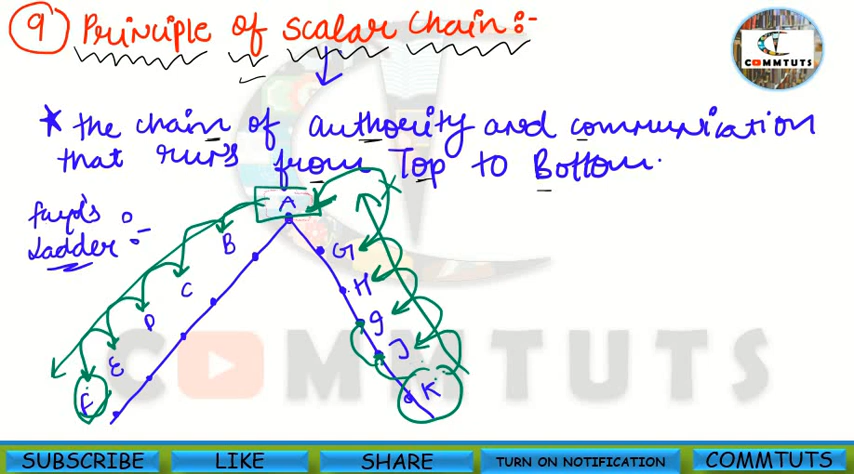 9 Principle of Scalar Chain :-
COMMTUTS
* The chain of authority and communication
that runs from Top to Bottom.
A
Fayol's
Ladder :-
B
G
C
H
D
I
E
J
F
K
COMMTUTS
SUBSCRIBE
LIKE
SHARE
TURN ON NOTIFICATION
COMMTUTS